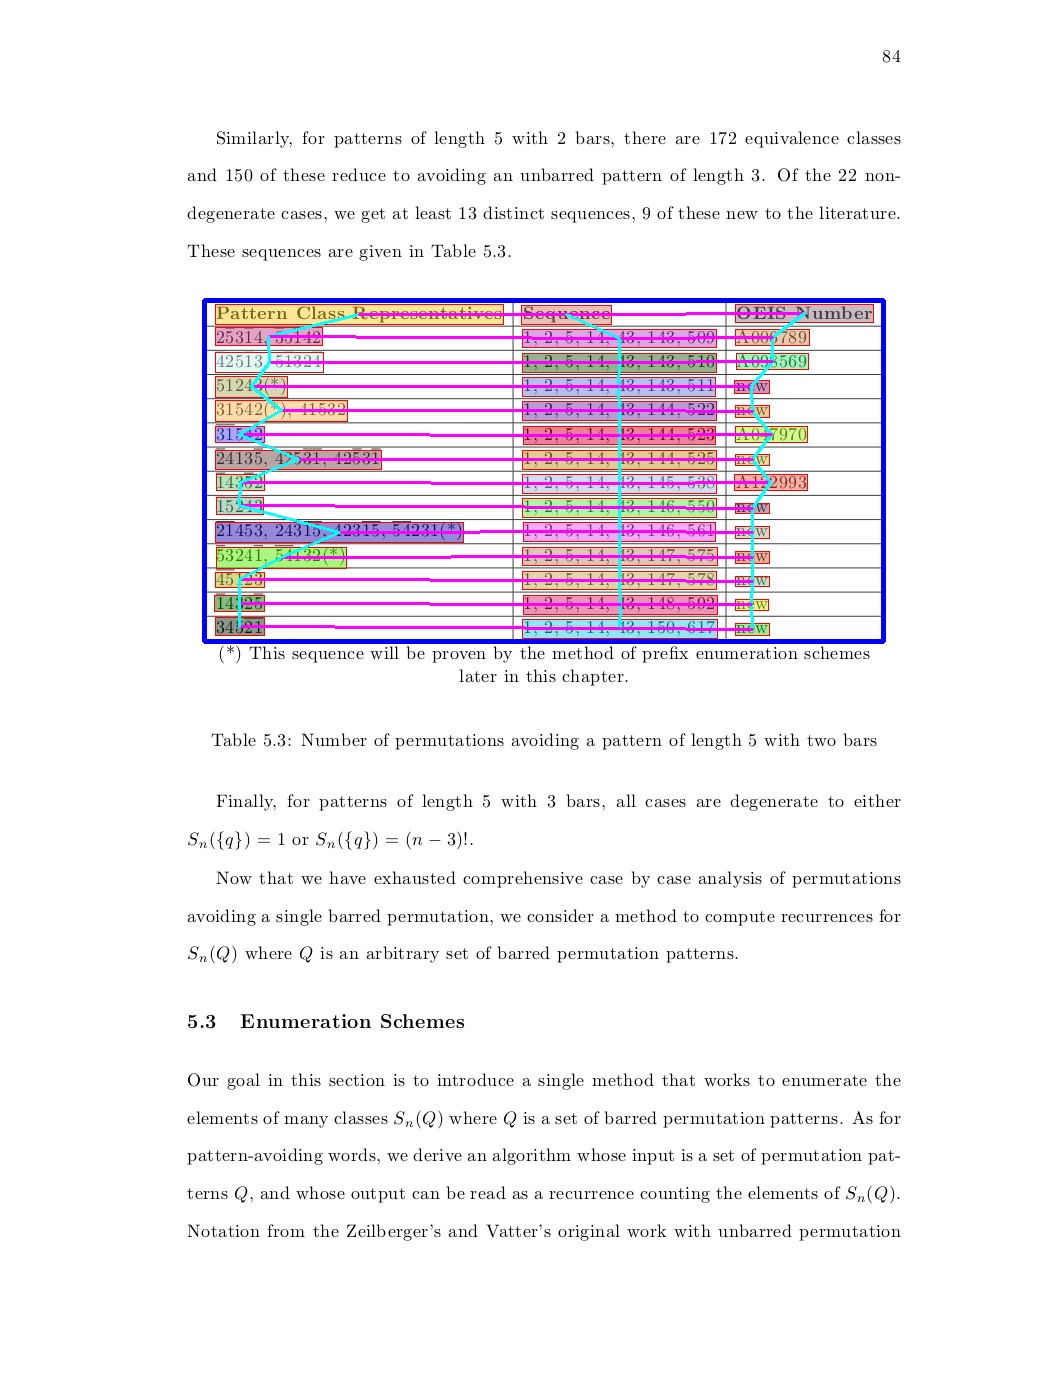 84
Similarly, for patterns of length 5 with 2 bars, there are 172 equivalence classes
and 150 of these reduce to avoiding an unbarred pattern of length 3. Of the 22 non-
degenerate cases, we get at least 13 distinct sequences, 9 of these new to the literature.
These sequences are given in Table 5.3.
Pattern Class Representatives Sequence OEIS Number
25314, 35142 1, 2, 5, 14, 43, 143, 509
42513, 51324 1, 2, 5, 14, 43, 143, 510
51243(*) 1, 2, 5, 14, 43, 143, 511 new
31542(*), 41532 1, 2, 5, 14, 43, 144, 522 new
31542 1, 2, 5, 14, 43, 144, 523
24135, 42531, 42531 1, 2, 5, 14, 43, 144, 525 new
14352 1, 2, 5, 14, 43, 145, 538
15243 1, 2, 5, 14, 43, 146, 550 new
21453, 24315, 42315, 54231(*) 1, 2, 5, 14, 43, 146, 561 new
53241, 54132(*) 1, 2, 5, 14, 43, 147, 575 new
45123 1, 2, 5, 14, 43, 147, 578 new
14325 1, 2, 5, 14, 43, 148, 592 new
34521 1, 2, 5, 14, 43, 150, 617 new
(*) This sequence will be proven by the method of prefix enumeration schemes
later in this chapter.
Table 5.3: Number of permutations avoiding a pattern of length 5 with two bars
Finally, for patterns of length 5 with 3 bars, all cases are degenerate to either
Sₙ({q}) = 1 or Sₙ({q}) = (n − 3)!.
Now that we have exhausted comprehensive case by case analysis of permutations
avoiding a single barred permutation, we consider a method to compute recurrences for
Sₙ(Q) where Q is an arbitrary set of barred permutation patterns.
5.3 Enumeration Schemes
Our goal in this section is to introduce a single method that works to enumerate the
elements of many classes Sₙ(Q) where Q is a set of barred permutation patterns. As for
pattern-avoiding words, we derive an algorithm whose input is a set of permutation pat-
terns Q, and whose output can be read as a recurrence counting the elements of Sₙ(Q).
Notation from the Zeilberger's and Vatter's original work with unbarred permutation